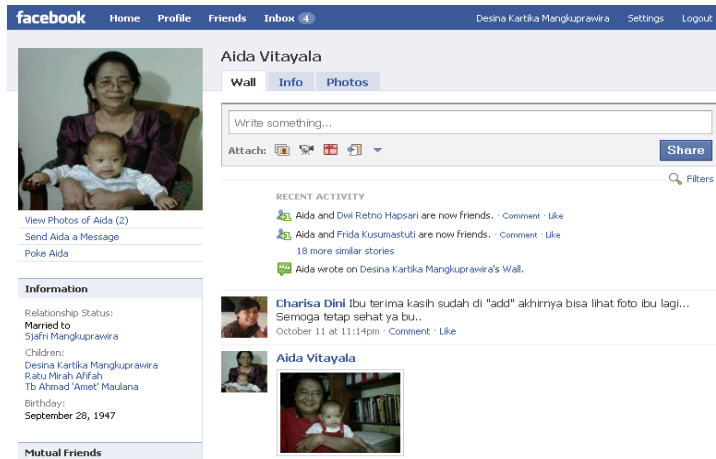 facebook Home Profile Friends Inbox 4 Desina Kartika Mangkuprawira Settings Logout
Aida Vitayala
Wall Info Photos
Write something...
Attach: Share
Filters
RECENT ACTIVITY
Aida and Dwi Retno Hapsari are now friends. · Comment · Like
Aida and Frida Kusumastuti are now friends. · Comment · Like
18 more similar stories
Aida wrote on Desina Kartika Mangkuprawira's Wall.
Charisa Dini Ibu terima kasih sudah di "add" akhirnya bisa lihat foto ibu lagi...
Semoga tetap sehat ya bu..
October 11 at 11:14pm · Comment · Like
Aida Vitayala
View Photos of Aida (2)
Send Aida a Message
Poke Aida
Information
Relationship Status:
Married to
Sjafri Mangkuprawira
Children:
Desina Kartika Mangkuprawira
Ratu Mirah Afifah
Tb Ahmad 'Amet' Maulana
Birthday:
September 28, 1947
Mutual Friends